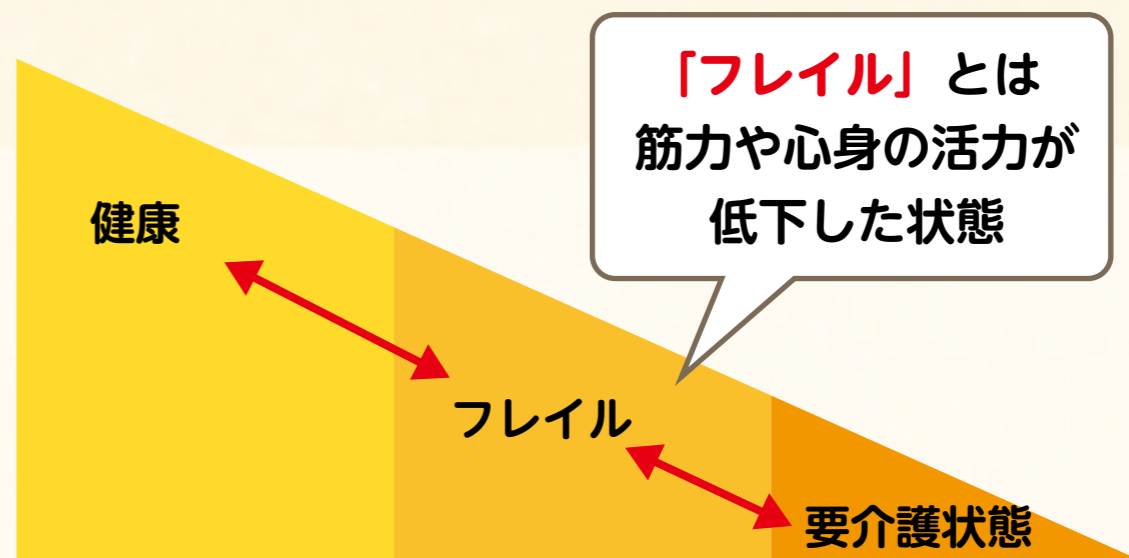 「フレイル」とは
筋力や心身の活力が
低下した状態
健康
フレイル
要介護状態